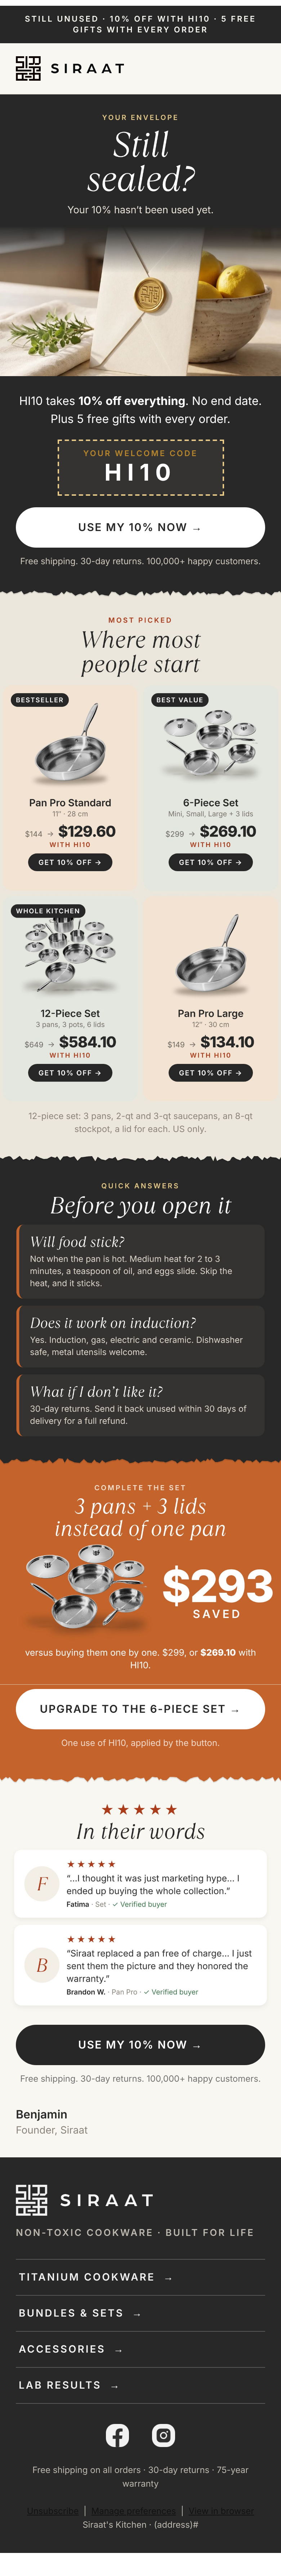 STILL UNUSED · 10% OFF WITH HI10 · 5 FREE
GIFTS WITH EVERY ORDER
SIRAAT
YOUR ENVELOPE
Still
sealed?
Your 10% hasn't been used yet.
HI10 takes 10% off everything. No end date.
Plus 5 free gifts with every order.
YOUR WELCOME CODE
HI10
USE MY 10% NOW →
Free shipping. 30-day returns. 100,000+ happy customers.
MOST PICKED
Where most
people start
BESTSELLER
Pan Pro Standard
11" · 28 cm
$144 → $129.60
WITH HI10
GET 10% OFF →
BEST VALUE
6-Piece Set
Mini, Small, Large + 3 lids
$299 → $269.10
WITH HI10
GET 10% OFF →
WHOLE KITCHEN
12-Piece Set
3 pans, 3 pots, 6 lids
$649 → $584.10
WITH HI10
GET 10% OFF →
Pan Pro Large
12" · 30 cm
$149 → $134.10
WITH HI10
GET 10% OFF →
12-piece set: 3 pans, 2-qt and 3-qt saucepans, an 8-qt
stockpot, a lid for each. US only.
QUICK ANSWERS
Before you open it
Will food stick?
Not when the pan is hot. Medium heat for 2 to 3
minutes, a teaspoon of oil, and eggs slide. Skip the
heat, and it sticks.
Does it work on induction?
Yes. Induction, gas, electric and ceramic. Dishwasher
safe, metal utensils welcome.
What if I don't like it?
30-day returns. Send it back unused within 30 days of
delivery for a full refund.
COMPLETE THE SET
3 pans + 3 lids
instead of one pan
$293
SAVED
versus buying them one by one. $299, or $269.10 with
HI10.
UPGRADE TO THE 6-PIECE SET →
One use of HI10, applied by the button.
★★★★★
In their words
F
★★★★★
"...I thought it was just marketing hype... I
ended up buying the whole collection."
Fatima · Set · ✓ Verified buyer
B
★★★★★
"Siraat replaced a pan free of charge... I just
sent them the picture and they honored the
warranty."
Brandon W. · Pan Pro · ✓ Verified buyer
USE MY 10% NOW →
Free shipping. 30-day returns. 100,000+ happy customers.
Benjamin
Founder, Siraat
SIRAAT
NON-TOXIC COOKWARE · BUILT FOR LIFE
TITANIUM COOKWARE →
BUNDLES & SETS →
ACCESSORIES →
LAB RESULTS →
Free shipping on all orders · 30-day returns · 75-year
warranty
Unsubscribe | Manage preferences | View in browser
Siraat's Kitchen · (address)#